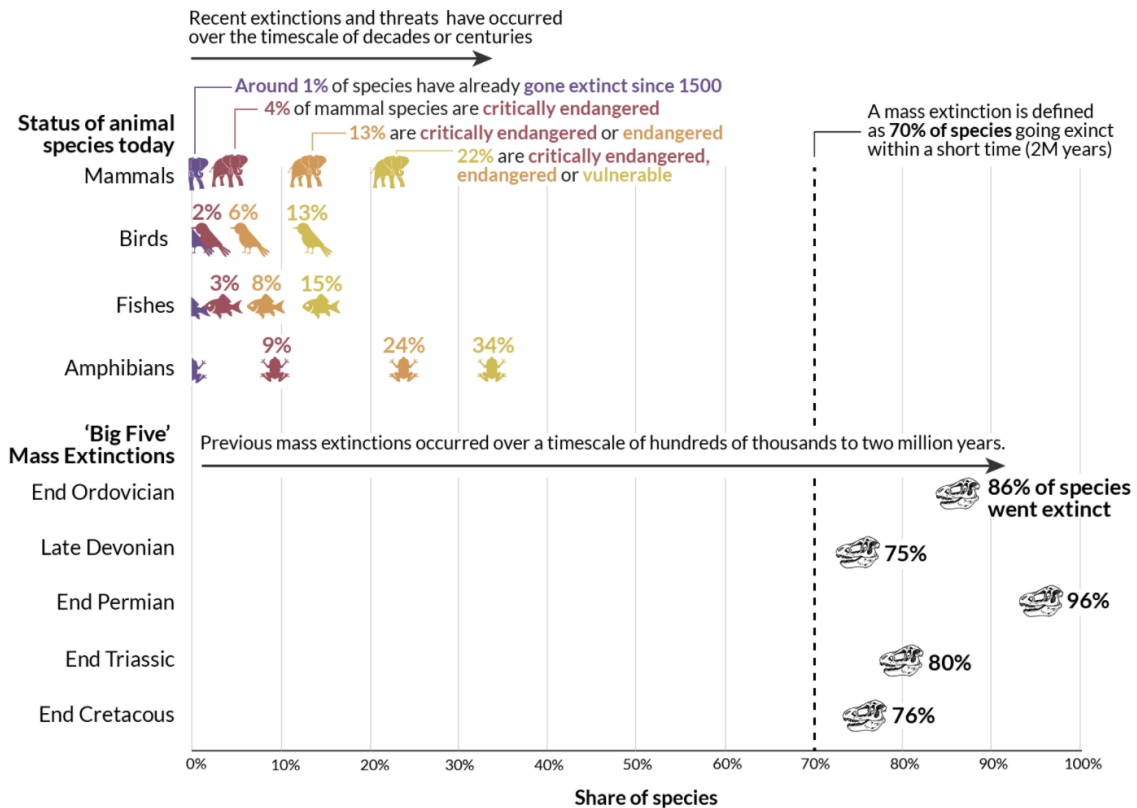 Recent extinctions and threats have occurred
over the timescale of decades or centuries
Around 1% of species have already gone extinct since 1500
4% of mammal species are critically endangered
13% are critically endangered or endangered
22% are critically endangered,
endangered or vulnerable
A mass extinction is defined
as 70% of species going exinct
within a short time (2M years)
Status of animal
species today
Mammals
2% 6% 13%
Birds
3% 8% 15%
Fishes
9% 24% 34%
Amphibians
‘Big Five’
Mass Extinctions
Previous mass extinctions occurred over a timescale of hundreds of thousands to two million years.
End Ordovician
86% of species
went extinct
Late Devonian
75%
End Permian
96%
End Triassic
80%
End Cretacous
76%
0% 10% 20% 30% 40% 50% 60% 70% 80% 90% 100%
Share of species